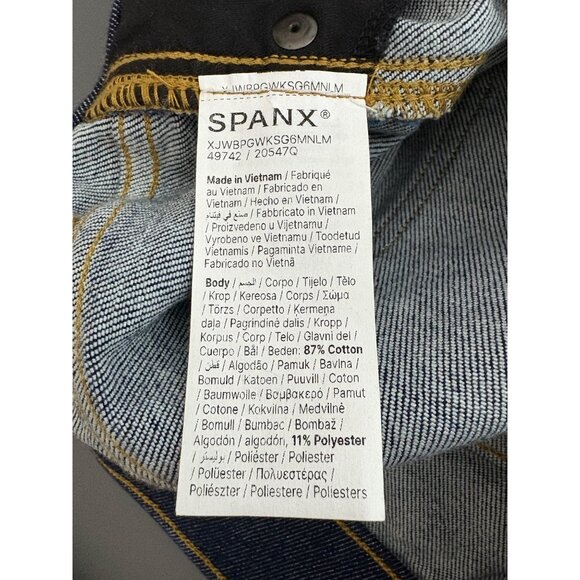 XJWBPGWKSG6MNLM
SPANX®
XJWBPGWKSG6MNLM
49742 / 20547Q
Made in Vietnam / Fabriqué
au Vietnam / Fabricado en
Vietnam / Hecho en Vietnam
/ صنع في فيتنام / Fabbricato in Vietnam
/ Proizvedeno u Vijetnamu /
Vyrobeno ve Vietnamu / Toodetud
Vietnamis / Pagaminta Vietname /
Fabricado no Vietnã
Body / الجسم / Corpo / Tijelo / Tělo
/ Krop / Kereosa / Corps / Σώμα
/ Törzs / Corpetto / Ķermeņa
daļa / Pagrindinė dalis / Kropp /
Korpus / Corp / Telo / Glavni del /
Cuerpo / Bål / Beden: 87% Cotton
/ قطن / Algodão / Pamuk / Bavlna /
Bomuld / Katoen / Puuvill / Coton
/ Baumwolle / Βαμβακερό / Pamut
/ Cotone / Kokvilna / Medvilnė
/ Bomull / Bumbac / Bombaž /
Algodón / algodón, 11% Polyester
/ بوليستر / Poliéster / Polyester /
Polüester / Πολυεστέρας /
Poliészter / Poliestere / Poliesters